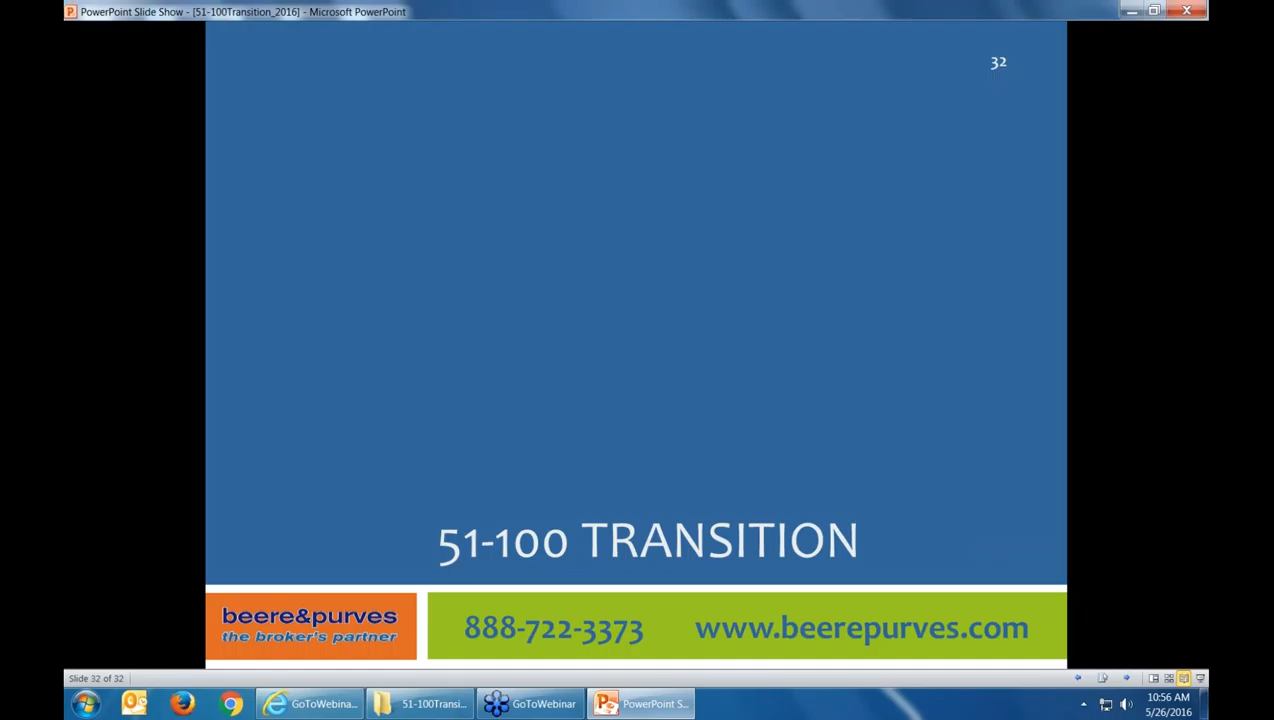 PowerPoint Slide Show - [51-100Transition_2016] - Microsoft PowerPoint
32
51-100 TRANSITION
beere&purves
the broker's partner
888-722-3373 www.beerepurves.com
Slide 32 of 32
GoToWebina... 51-100Transi... GoToWebinar PowerPoint S...
10:56 AM
5/26/2016